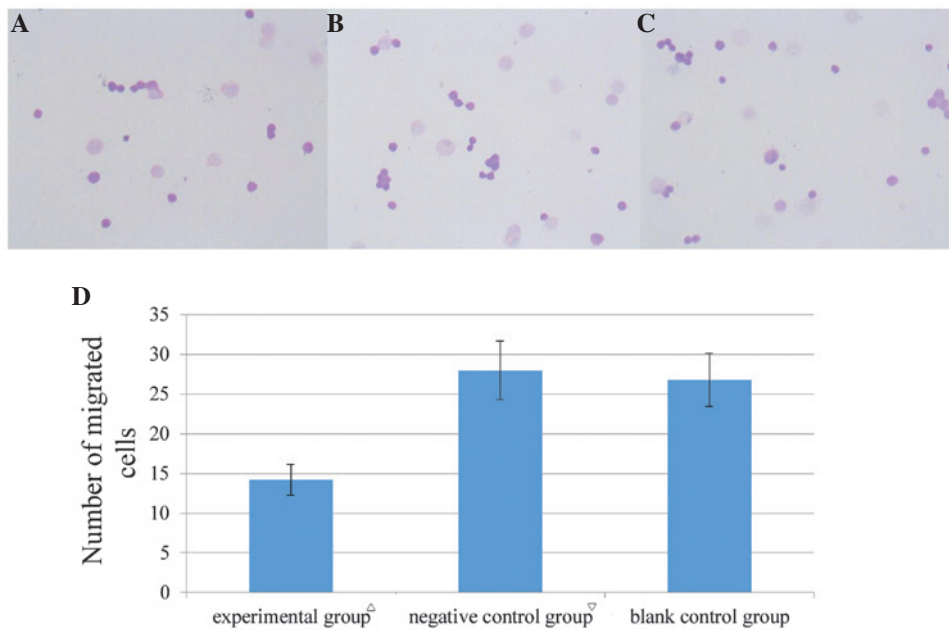 A
B
C
D
Number of migrated
cells
35
30
25
20
15
10
5
0
experimental group△
negative control group▽
blank control group